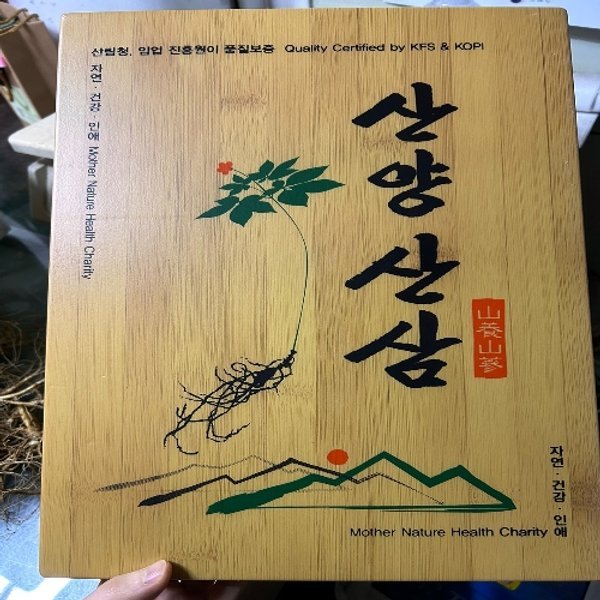 산림청, 임업 진흥원이 품질보증 Quality Certified by KFS & KOPI
자연·건강·인애 Mother Nature Health Charity
산양산삼
山養山蔘
자연·건강·인애
Mother Nature Health Charity